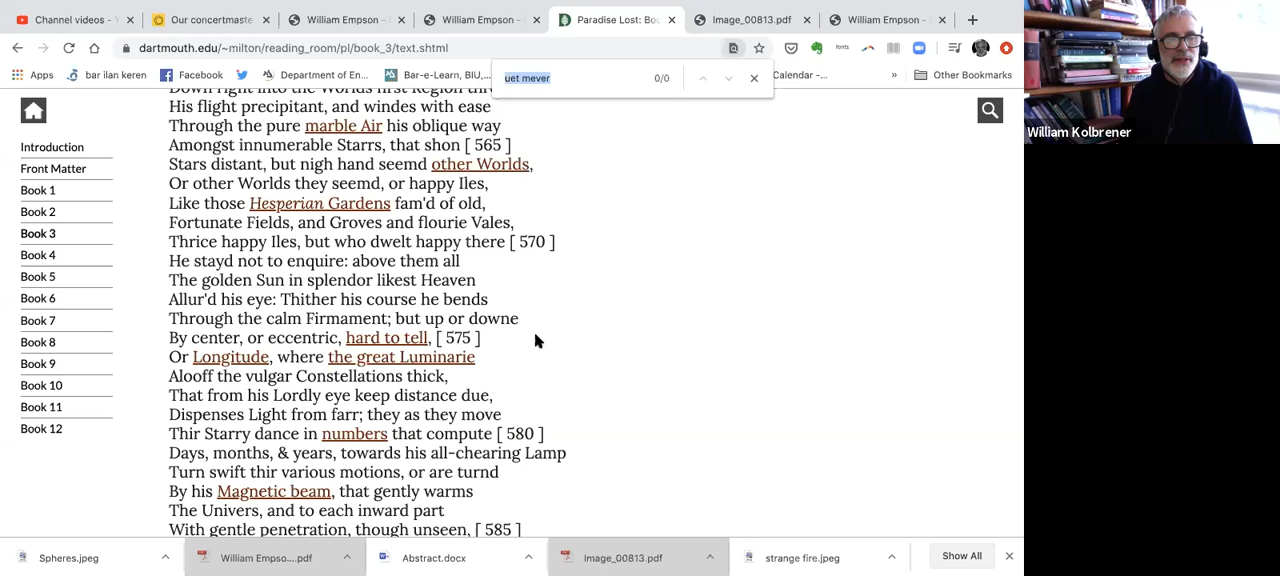 Channel videos - Y
Our concertmaste
William Empson - 
William Empson - 
Paradise Lost: Bo
Image_00813.pdf
William Empson - 
dartmouth.edu/~milton/reading_room/pl/book_3/text.shtml
fonts
Apps
bar ilan keren
Facebook
Department of En...
Bar-e-Learn, BIU,...
Calendar -...
»
Other Bookmarks
uet mever
0/0
William Kolbrener
Introduction
Front Matter
Book 1
Book 2
Book 3
Book 4
Book 5
Book 6
Book 7
Book 8
Book 9
Book 10
Book 11
Book 12
Down right into the Worlds first Region
His flight precipitant, and windes with ease
Through the pure marble Air his oblique way
Amongst innumerable Starrs, that shon [ 565 ]
Stars distant, but nigh hand seemd other Worlds,
Or other Worlds they seemd, or happy Iles,
Like those Hesperian Gardens fam'd of old,
Fortunate Fields, and Groves and flourie Vales,
Thrice happy Iles, but who dwelt happy there [ 570 ]
He stayd not to enquire: above them all
The golden Sun in splendor likest Heaven
Allur'd his eye: Thither his course he bends
Through the calm Firmament; but up or downe
By center, or eccentric, hard to tell, [ 575 ]
Or Longitude, where the great Luminarie
Alooff the vulgar Constellations thick,
That from his Lordly eye keep distance due,
Dispenses Light from farr; they as they move
Thir Starry dance in numbers that compute [ 580 ]
Days, months, & years, towards his all-chearing Lamp
Turn swift thir various motions, or are turnd
By his Magnetic beam, that gently warms
The Univers, and to each inward part
With gentle penetration, though unseen, [ 585 ]
Spheres.jpeg
William Empso....pdf
Abstract.docx
Image_00813.pdf
strange fire.jpeg
Show All